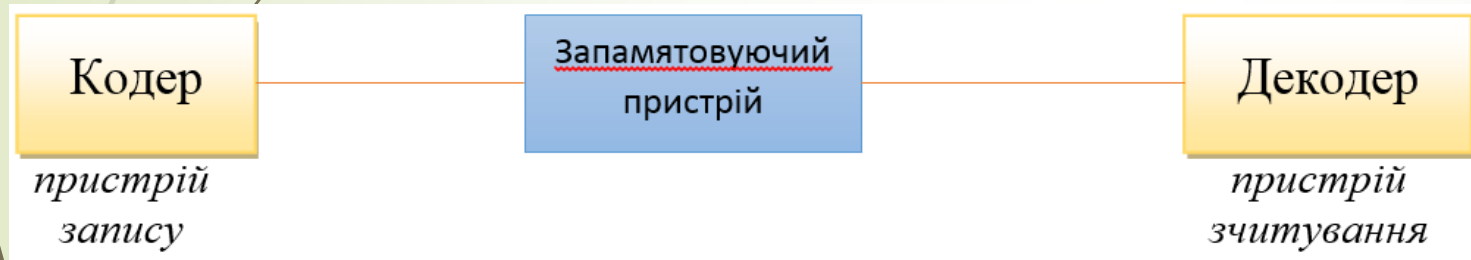 Кодер
пристрій
запису
Запамятовуючий
пристрій
Декодер
пристрій
зчитування